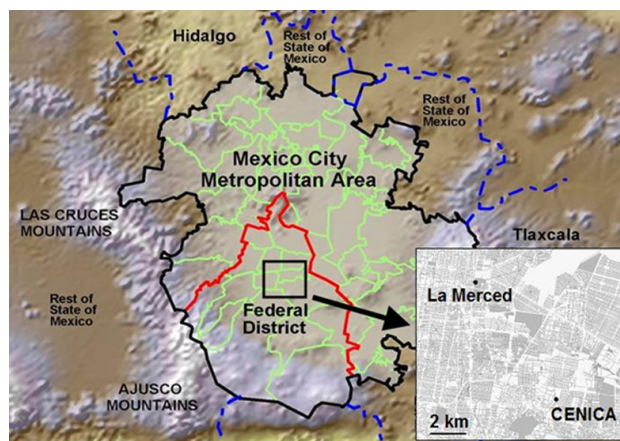 Hidalgo
Rest of
State of
Mexico
Rest of
State of
Mexico
Mexico City
Metropolitan Area
LAS CRUCES
MOUNTAINS
Tlaxcala
Rest of
State of
Mexico
Federal
District
AJUSCO
MOUNTAINS
La Merced
CENICA
2 km